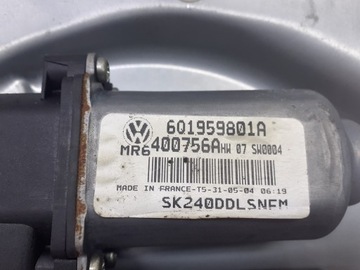 6Q1959801A
MR6 400756A HW 07 SW0004
MADE IN FRANCE-T5-31-05-04 06:19
SK240DDLSNFM